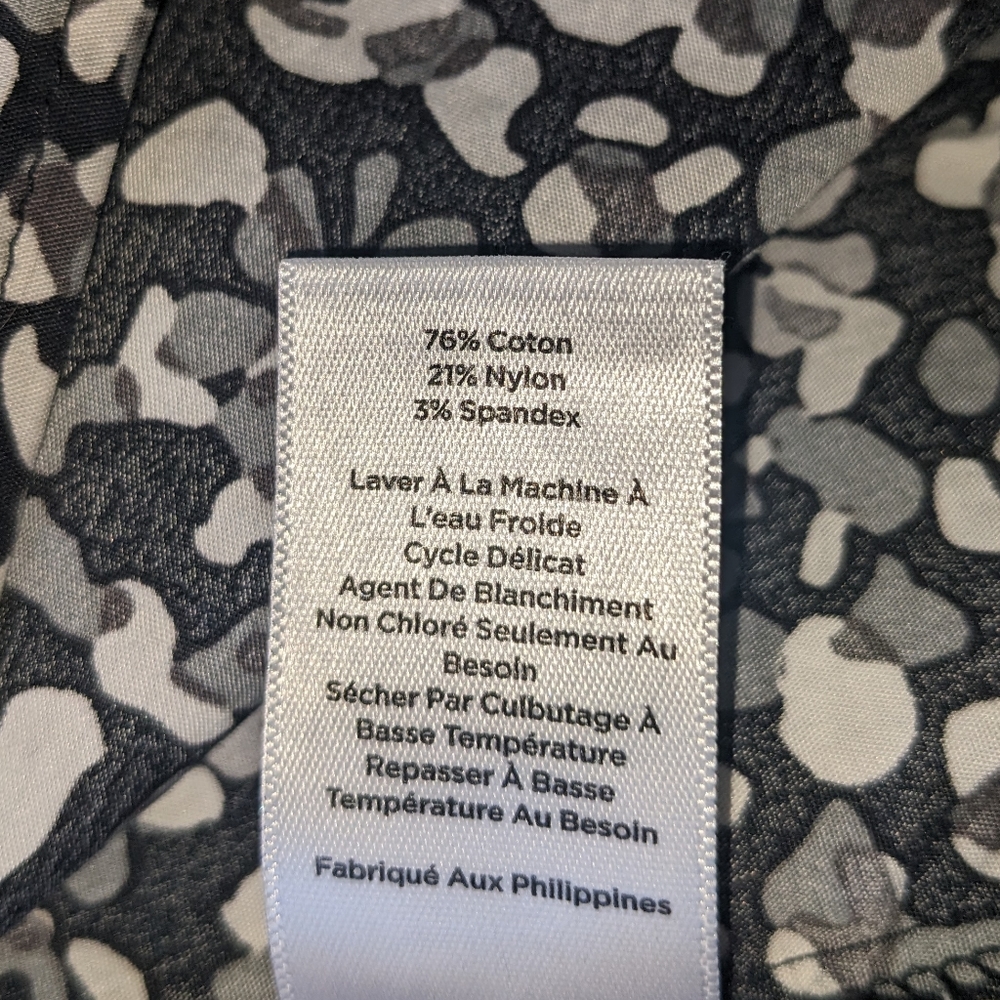 76% Coton
21% Nylon
3% Spandex
Laver À La Machine À
L'eau Froide
Cycle Délicat
Agent De Blanchiment
Non Chloré Seulement Au
Besoin
Sécher Par Culbutage À
Basse Température
Repasser À Basse
Température Au Besoin
Fabriqué Aux Philippines